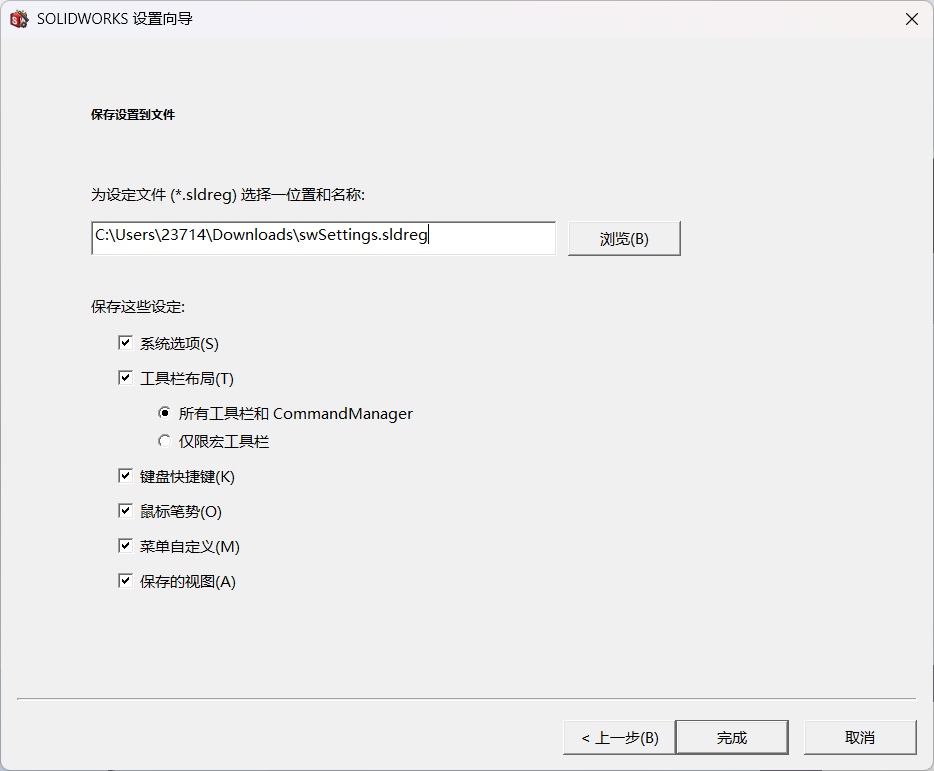 SOLIDWORKS 设置向导
保存设置到文件
为设定文件 (*.sldreg) 选择一位置和名称:
C:\Users\23714\Downloads\swSettings.sldreg
浏览(B)
保存这些设定:
系统选项(S)
工具栏布局(T)
所有工具栏和 CommandManager
仅限宏工具栏
键盘快捷键(K)
鼠标笔势(O)
菜单自定义(M)
保存的视图(A)
< 上一步(B)
完成
取消